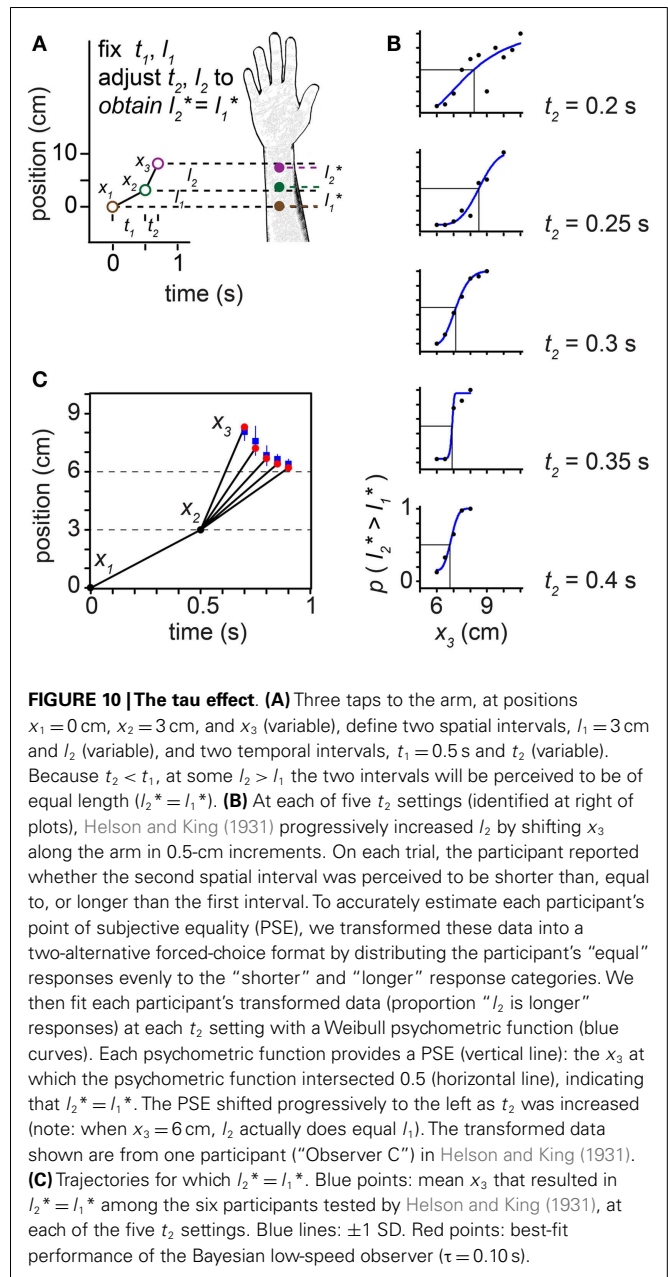 A
fix t₁, l₁
adjust t₂, l₂ to
obtain l₂* = l₁*
position (cm)
10
0
x₁
x₂
x₃
l₂
l₁
l₂*
l₁*
t₁ t₂
0 1
time (s)
B
t₂ = 0.2 s
t₂ = 0.25 s
t₂ = 0.3 s
t₂ = 0.35 s
t₂ = 0.4 s
p ( l₂* > l₁* )
1
0
6 9
x₃ (cm)
C
position (cm)
9
6
3
0
x₃
x₂
x₁
0 0.5 1
time (s)
FIGURE 10 | The tau effect. (A) Three taps to the arm, at positions
x₁ = 0 cm, x₂ = 3 cm, and x₃ (variable), define two spatial intervals, l₁ = 3 cm
and l₂ (variable), and two temporal intervals, t₁ = 0.5 s and t₂ (variable).
Because t₂ < t₁, at some l₂ > l₁ the two intervals will be perceived to be of
equal length (l₂* = l₁*). (B) At each of five t₂ settings (identified at right of
plots), Helson and King (1931) progressively increased l₂ by shifting x₃
along the arm in 0.5-cm increments. On each trial, the participant reported
whether the second spatial interval was perceived to be shorter than, equal
to, or longer than the first interval. To accurately estimate each participant's
point of subjective equality (PSE), we transformed these data into a
two-alternative forced-choice format by distributing the participant's “equal”
responses evenly to the “shorter” and “longer” response categories. We
then fit each participant's transformed data (proportion “l₂ is longer”
responses) at each t₂ setting with a Weibull psychometric function (blue
curves). Each psychometric function provides a PSE (vertical line): the x₃ at
which the psychometric function intersected 0.5 (horizontal line), indicating
that l₂* = l₁*. The PSE shifted progressively to the left as t₂ was increased
(note: when x₃ = 6 cm, l₂ actually does equal l₁). The transformed data
shown are from one participant (“Observer C”) in Helson and King (1931).
(C) Trajectories for which l₂* = l₁*. Blue points: mean x₃ that resulted in
l₂* = l₁* among the six participants tested by Helson and King (1931), at
each of the five t₂ settings. Blue lines: ±1 SD. Red points: best-fit
performance of the Bayesian low-speed observer (τ = 0.10 s).